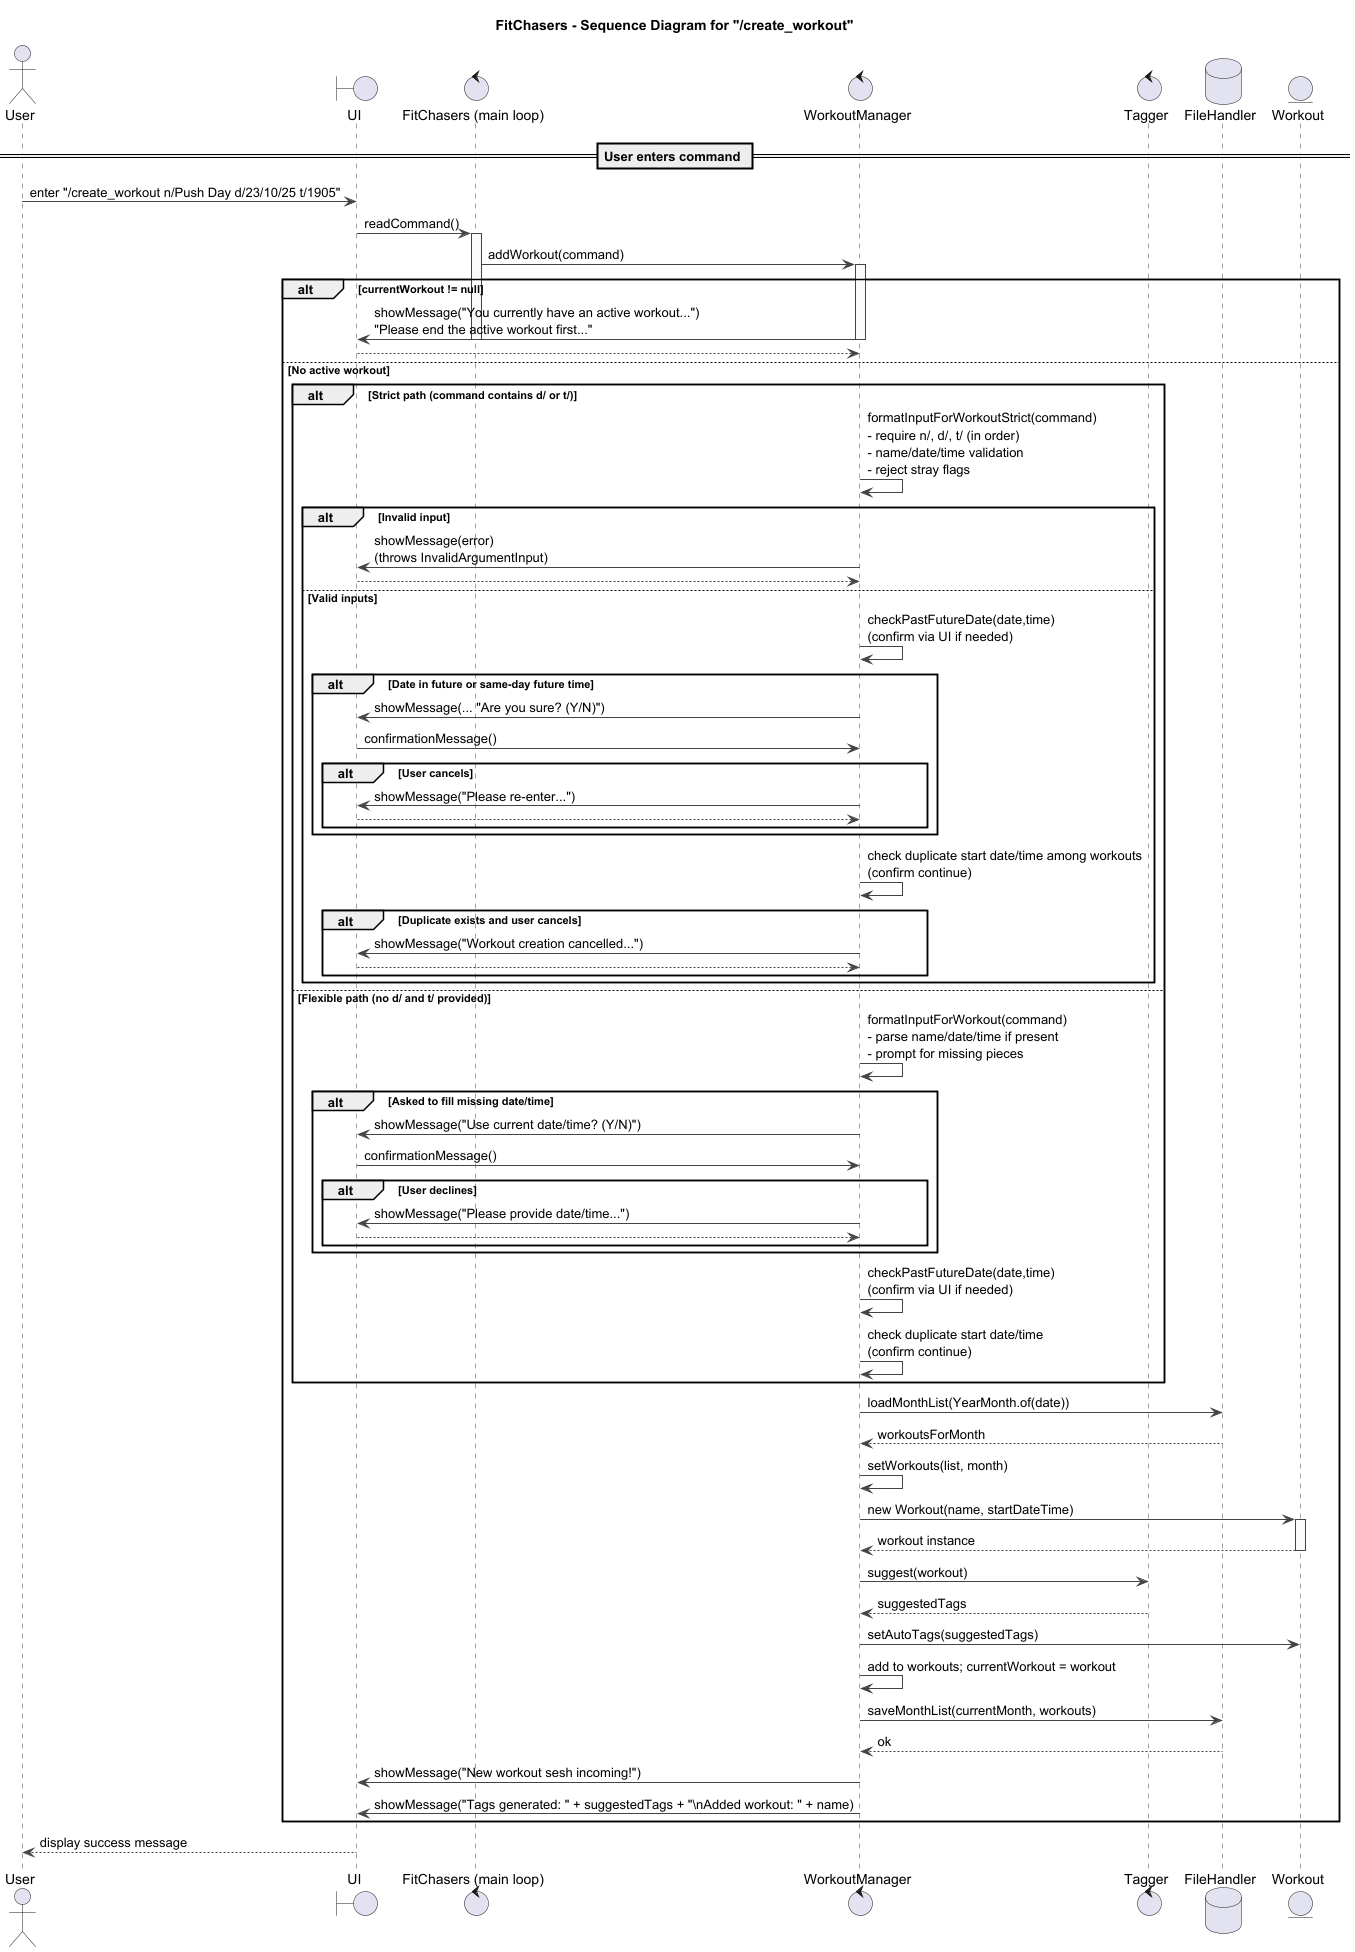 FitChasers - Sequence Diagram for "/create_workout"
User
UI
FitChasers (main loop)
WorkoutManager
Tagger
FileHandler
Workout
User enters command
enter "/create_workout n/Push Day d/23/10/25 t/1905"
readCommand()
addWorkout(command)
alt
[currentWorkout != null]
showMessage("You currently have an active workout...")
"Please end the active workout first..."
[No active workout]
alt
[Strict path (command contains d/ or t/)]
formatInputForWorkoutStrict(command)
- require n/, d/, t/ (in order)
- name/date/time validation
- reject stray flags
alt
[Invalid input]
showMessage(error)
(throws InvalidArgumentInput)
[Valid inputs]
checkPastFutureDate(date,time)
(confirm via UI if needed)
alt
[Date in future or same-day future time]
showMessage(... "Are you sure? (Y/N)")
confirmationMessage()
alt
[User cancels]
showMessage("Please re-enter...")
check duplicate start date/time among workouts
(confirm continue)
alt
[Duplicate exists and user cancels]
showMessage("Workout creation cancelled...")
[Flexible path (no d/ and t/ provided)]
formatInputForWorkout(command)
- parse name/date/time if present
- prompt for missing pieces
alt
[Asked to fill missing date/time]
showMessage("Use current date/time? (Y/N)")
confirmationMessage()
alt
[User declines]
showMessage("Please provide date/time...")
checkPastFutureDate(date,time)
(confirm via UI if needed)
check duplicate start date/time
(confirm continue)
loadMonthList(YearMonth.of(date))
workoutsForMonth
setWorkouts(list, month)
new Workout(name, startDateTime)
workout instance
suggest(workout)
suggestedTags
setAutoTags(suggestedTags)
add to workouts; currentWorkout = workout
saveMonthList(currentMonth, workouts)
ok
showMessage("New workout sesh incoming!")
showMessage("Tags generated: " + suggestedTags + "\nAdded workout: " + name)
display success message
User
UI
FitChasers (main loop)
WorkoutManager
Tagger
FileHandler
Workout